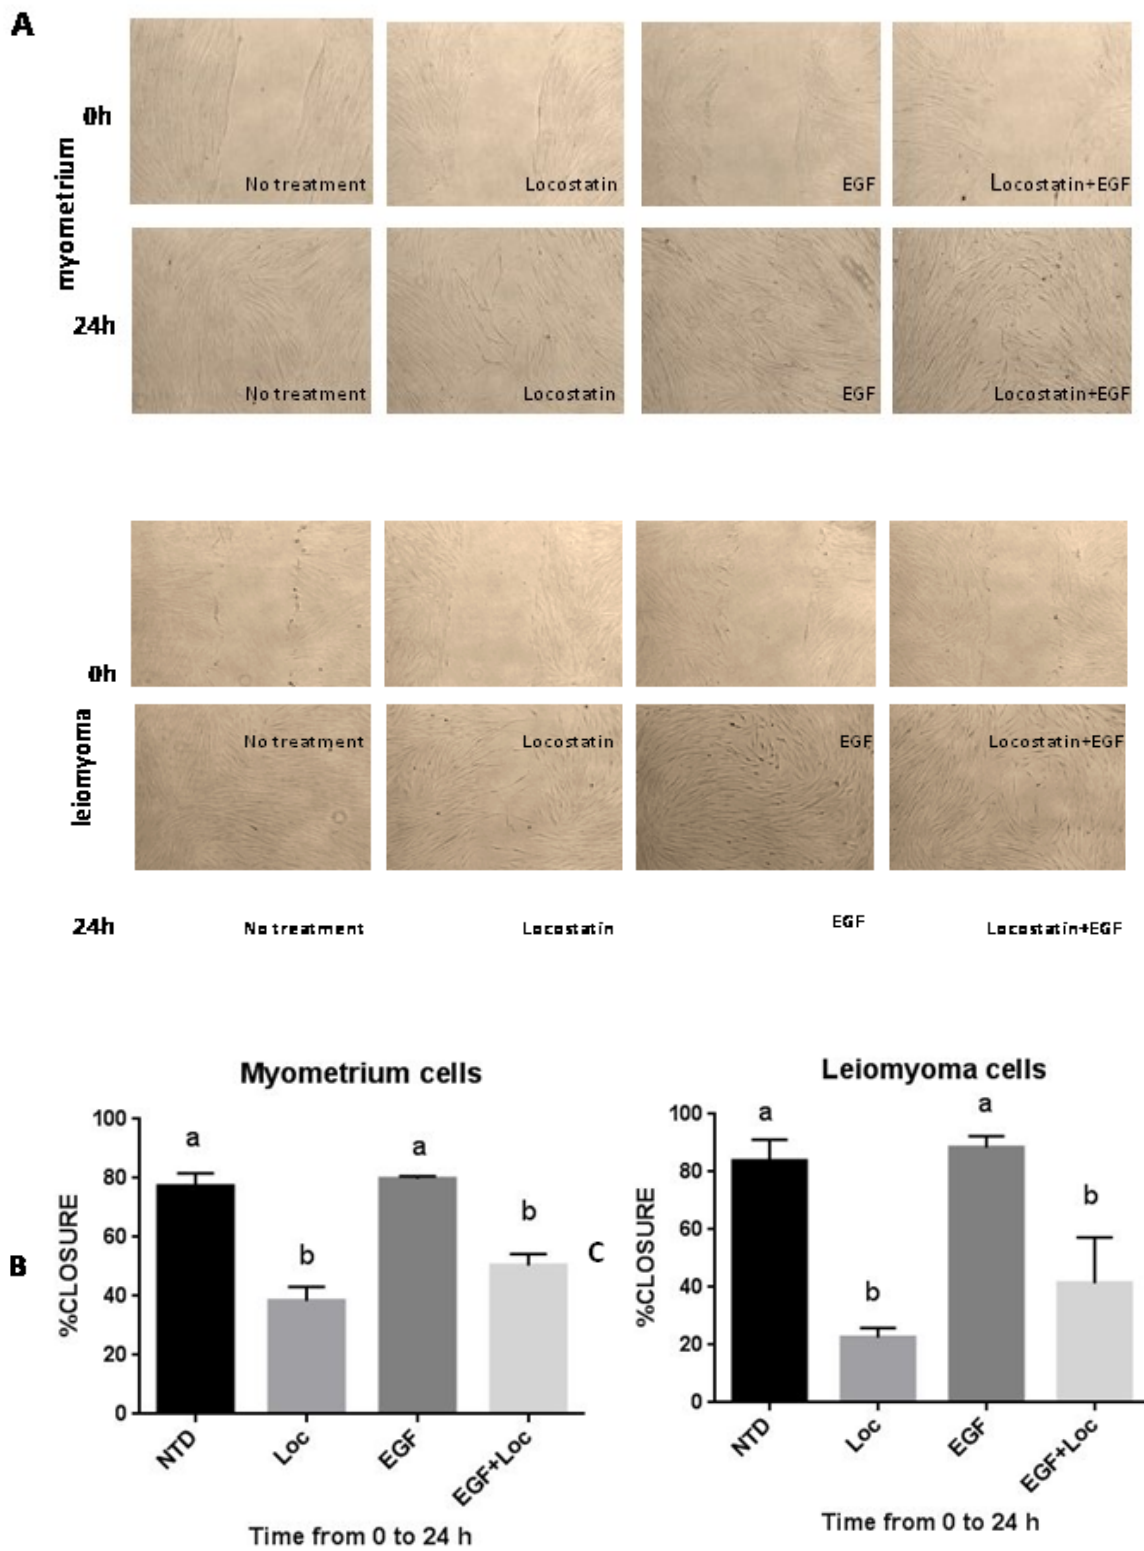 A
0h
myometrium
No treatment Locostatin EGF Locostatin+EGF
24h
No treatment Locostatin EGF Locostatin+EGF
0h
leiomyoma
No treatment Locostatin EGF Locostatin+EGF
24h No treatment Locostatin EGF Locostatin+EGF
B
Myometrium cells
%CLOSURE
100
80
60
40
20
0
a
b
a
b
NTD
Loc
EGF
EGF+Loc
Time from 0 to 24 h
C
Leiomyoma cells
%CLOSURE
100
80
60
40
20
0
a
b
a
b
NTD
Loc
EGF
EGF+Loc
Time from 0 to 24 h